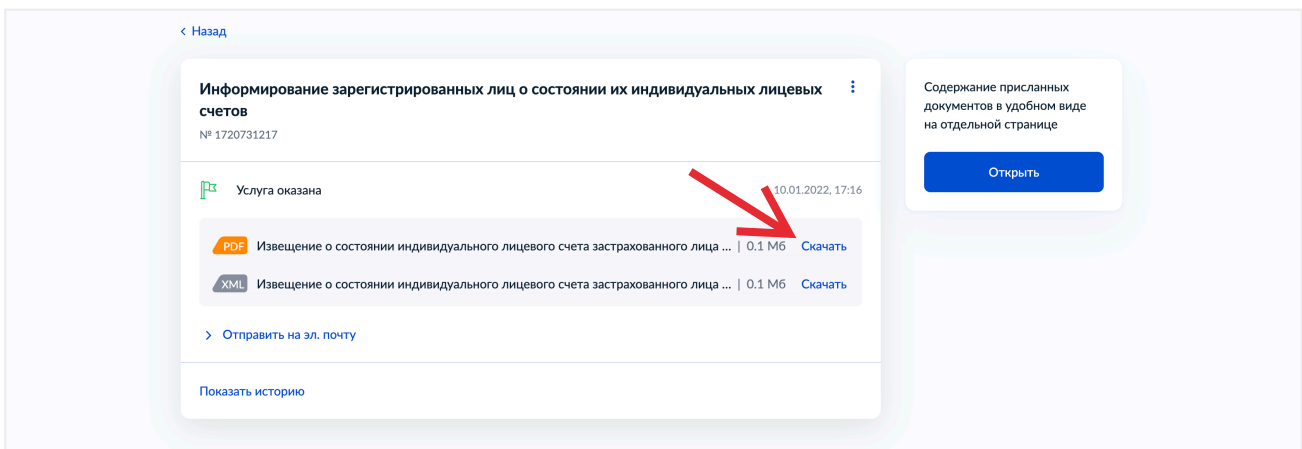 Назад
Информирование зарегистрированных лиц о состоянии их индивидуальных лицевых
счетов
№ 1720731217
Услуга оказана 10.01.2022, 17:16
PDF Извещение о состоянии индивидуального лицевого счета застрахованного лица ... | 0.1 Мб Скачать
XML Извещение о состоянии индивидуального лицевого счета застрахованного лица ... | 0.1 Мб Скачать
Отправить на эл. почту
Показать историю
Содержание присланных
документов в удобном виде
на отдельной странице
Открыть